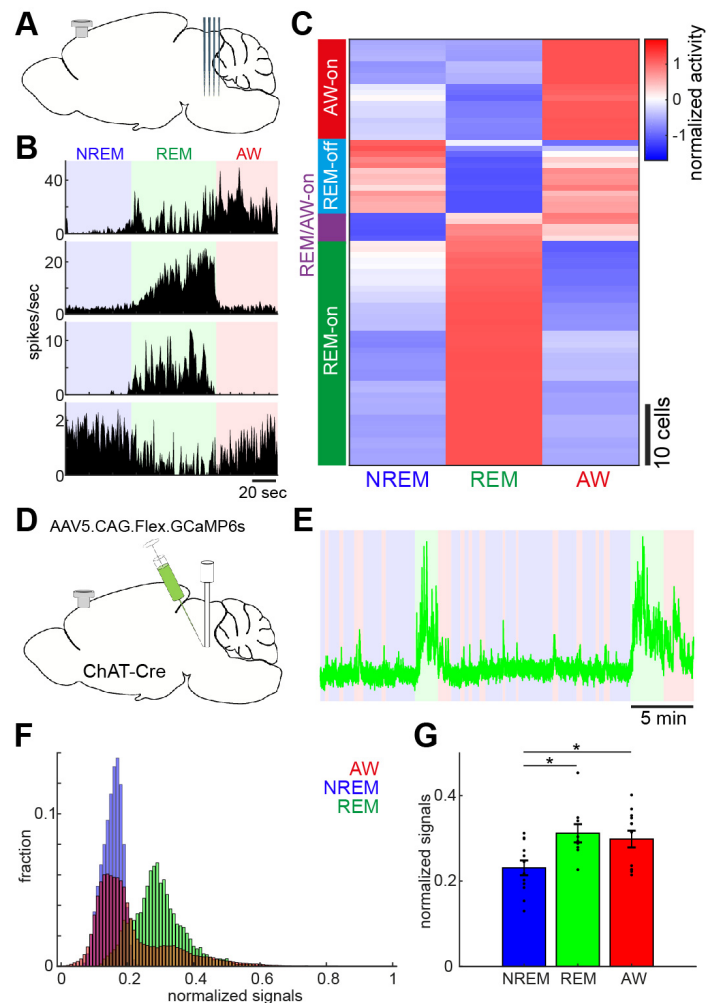 A
B
NREM REM AW
40
0
20
0
10
0
2
0
spikes/sec
20 sec
C
AW-on
REM-off
REM/AW-on
REM-on
NREM REM AW
1
0
-1
normalized activity
10 cells
D
AAV5.CAG.Flex.GCaMP6s
ChAT-Cre
E
5 min
F
AW
NREM
REM
0.1
0
fraction
0 0.2 0.4 0.6 0.8 1
normalized signals
G
* 
*
0.4
0.2
0
normalized signals
NREM REM AW